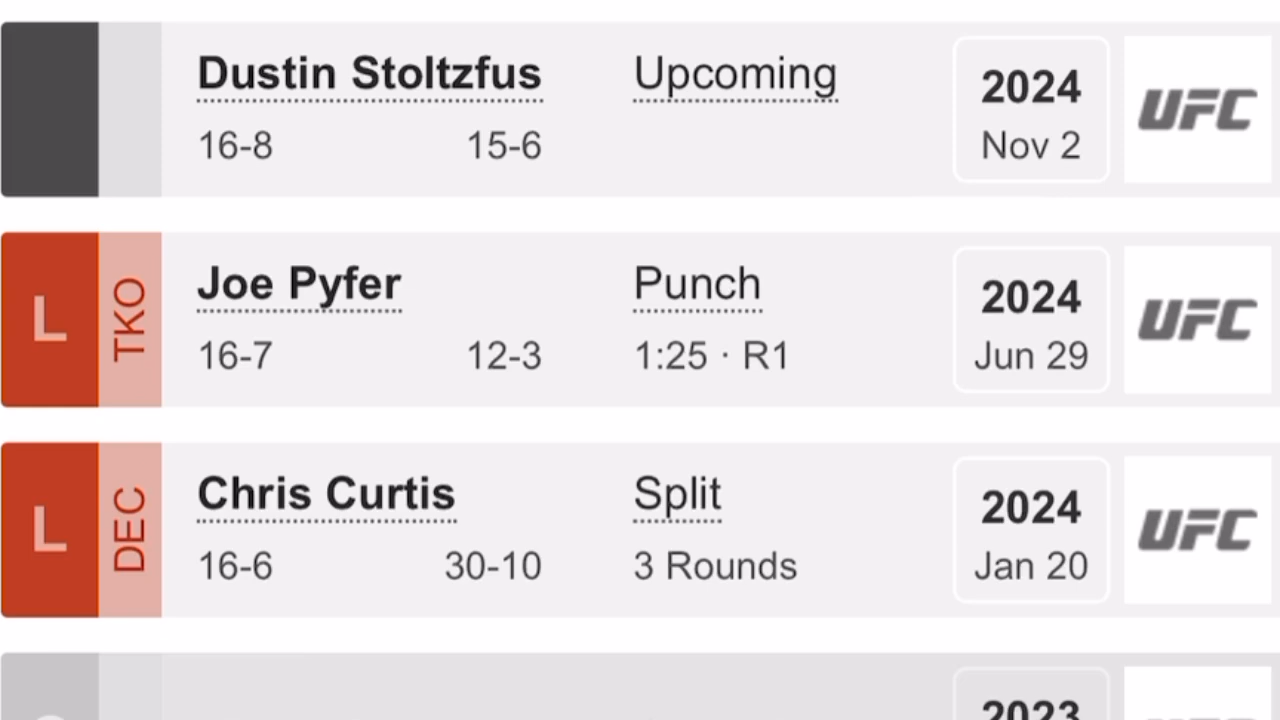 Dustin Stoltzfus Upcoming 2024 UFC
16-8 15-6 Nov 2
L TKO Joe Pyfer Punch 2024 UFC
16-7 12-3 1:25 · R1 Jun 29
L DEC Chris Curtis Split 2024 UFC
16-6 30-10 3 Rounds Jan 20
2023